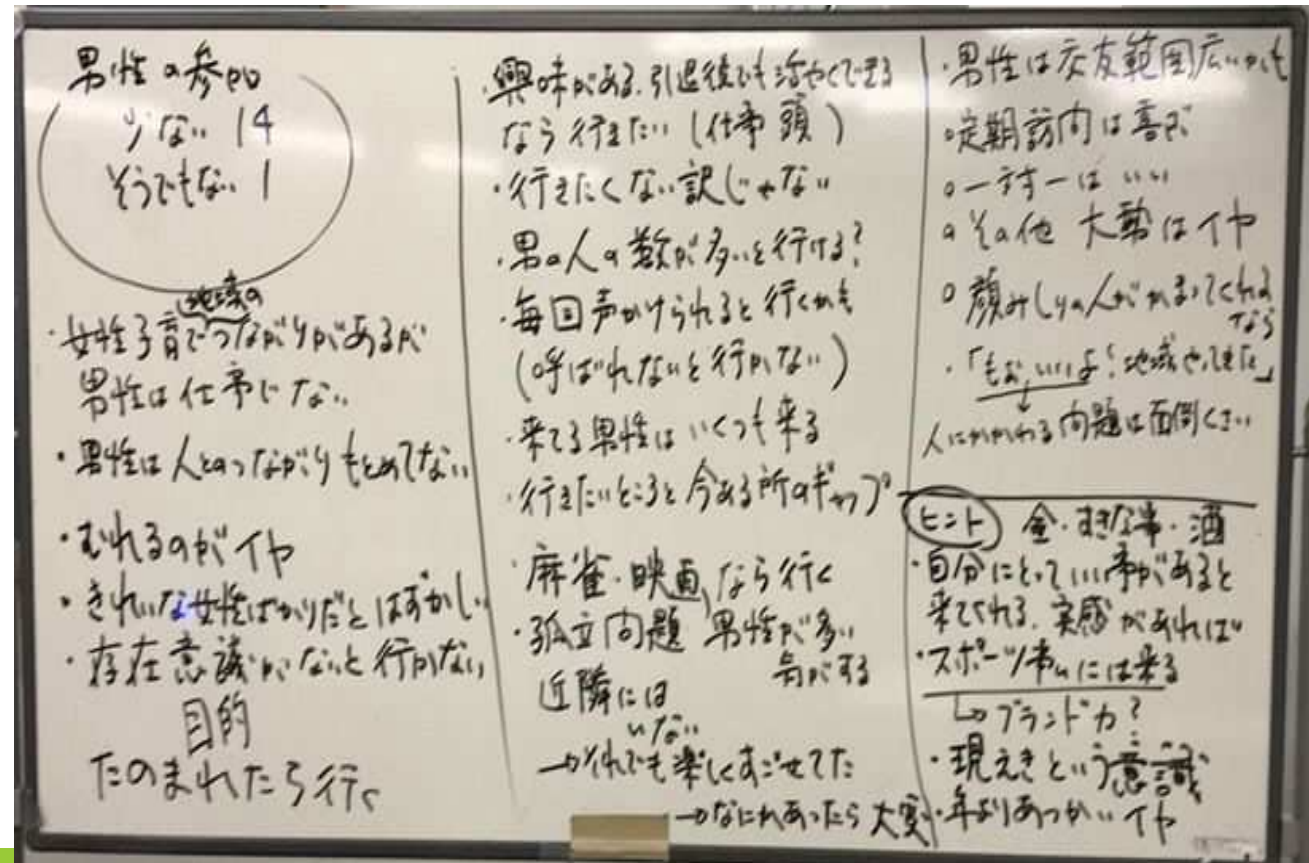 男性の参加
少ない 14
そうでもない 1
地域の
・女性子育てでつながりがあるが
男性は仕事じゃない
・男性は人とのつながりもとめてない
・むれるのがイヤ
・きれいな女性ばかりだとはずかしい
・存在意議がないと行かない
目的
たのまれたら行く
・興味がある、引退後でも活やくできる
なら行きたい(仕事 頭)
・行きたくない訳じゃない
・男の人の数が多いと行ける?
・毎回声かけられると行くかも
(呼ばれないと行かない)
・来てる男性はいくつも来る
・行きたいところと今ある所のギャップ
・麻雀・映画なら行く
・孤立問題 男性が多い
気がする
近隣には
いない
→それでも楽しくすごせてた
→なにかあったら大変
・男性は交友範囲広いかも
○定期訪問は喜ぶ
○一対一はいい
○その他 大勢はイヤ
○顔みしりの人がかまってくれる
なら
・「もおいいよ!地域やってきた」
人にかかわる問題は面倒くさい
ヒント 金・すきな事・酒
・自分にとっていい事があると
来てくれる、実感があれば
・スポーツジムには来る
↳ブランド力?
・現えきという意識
・年よりあつかいイヤ